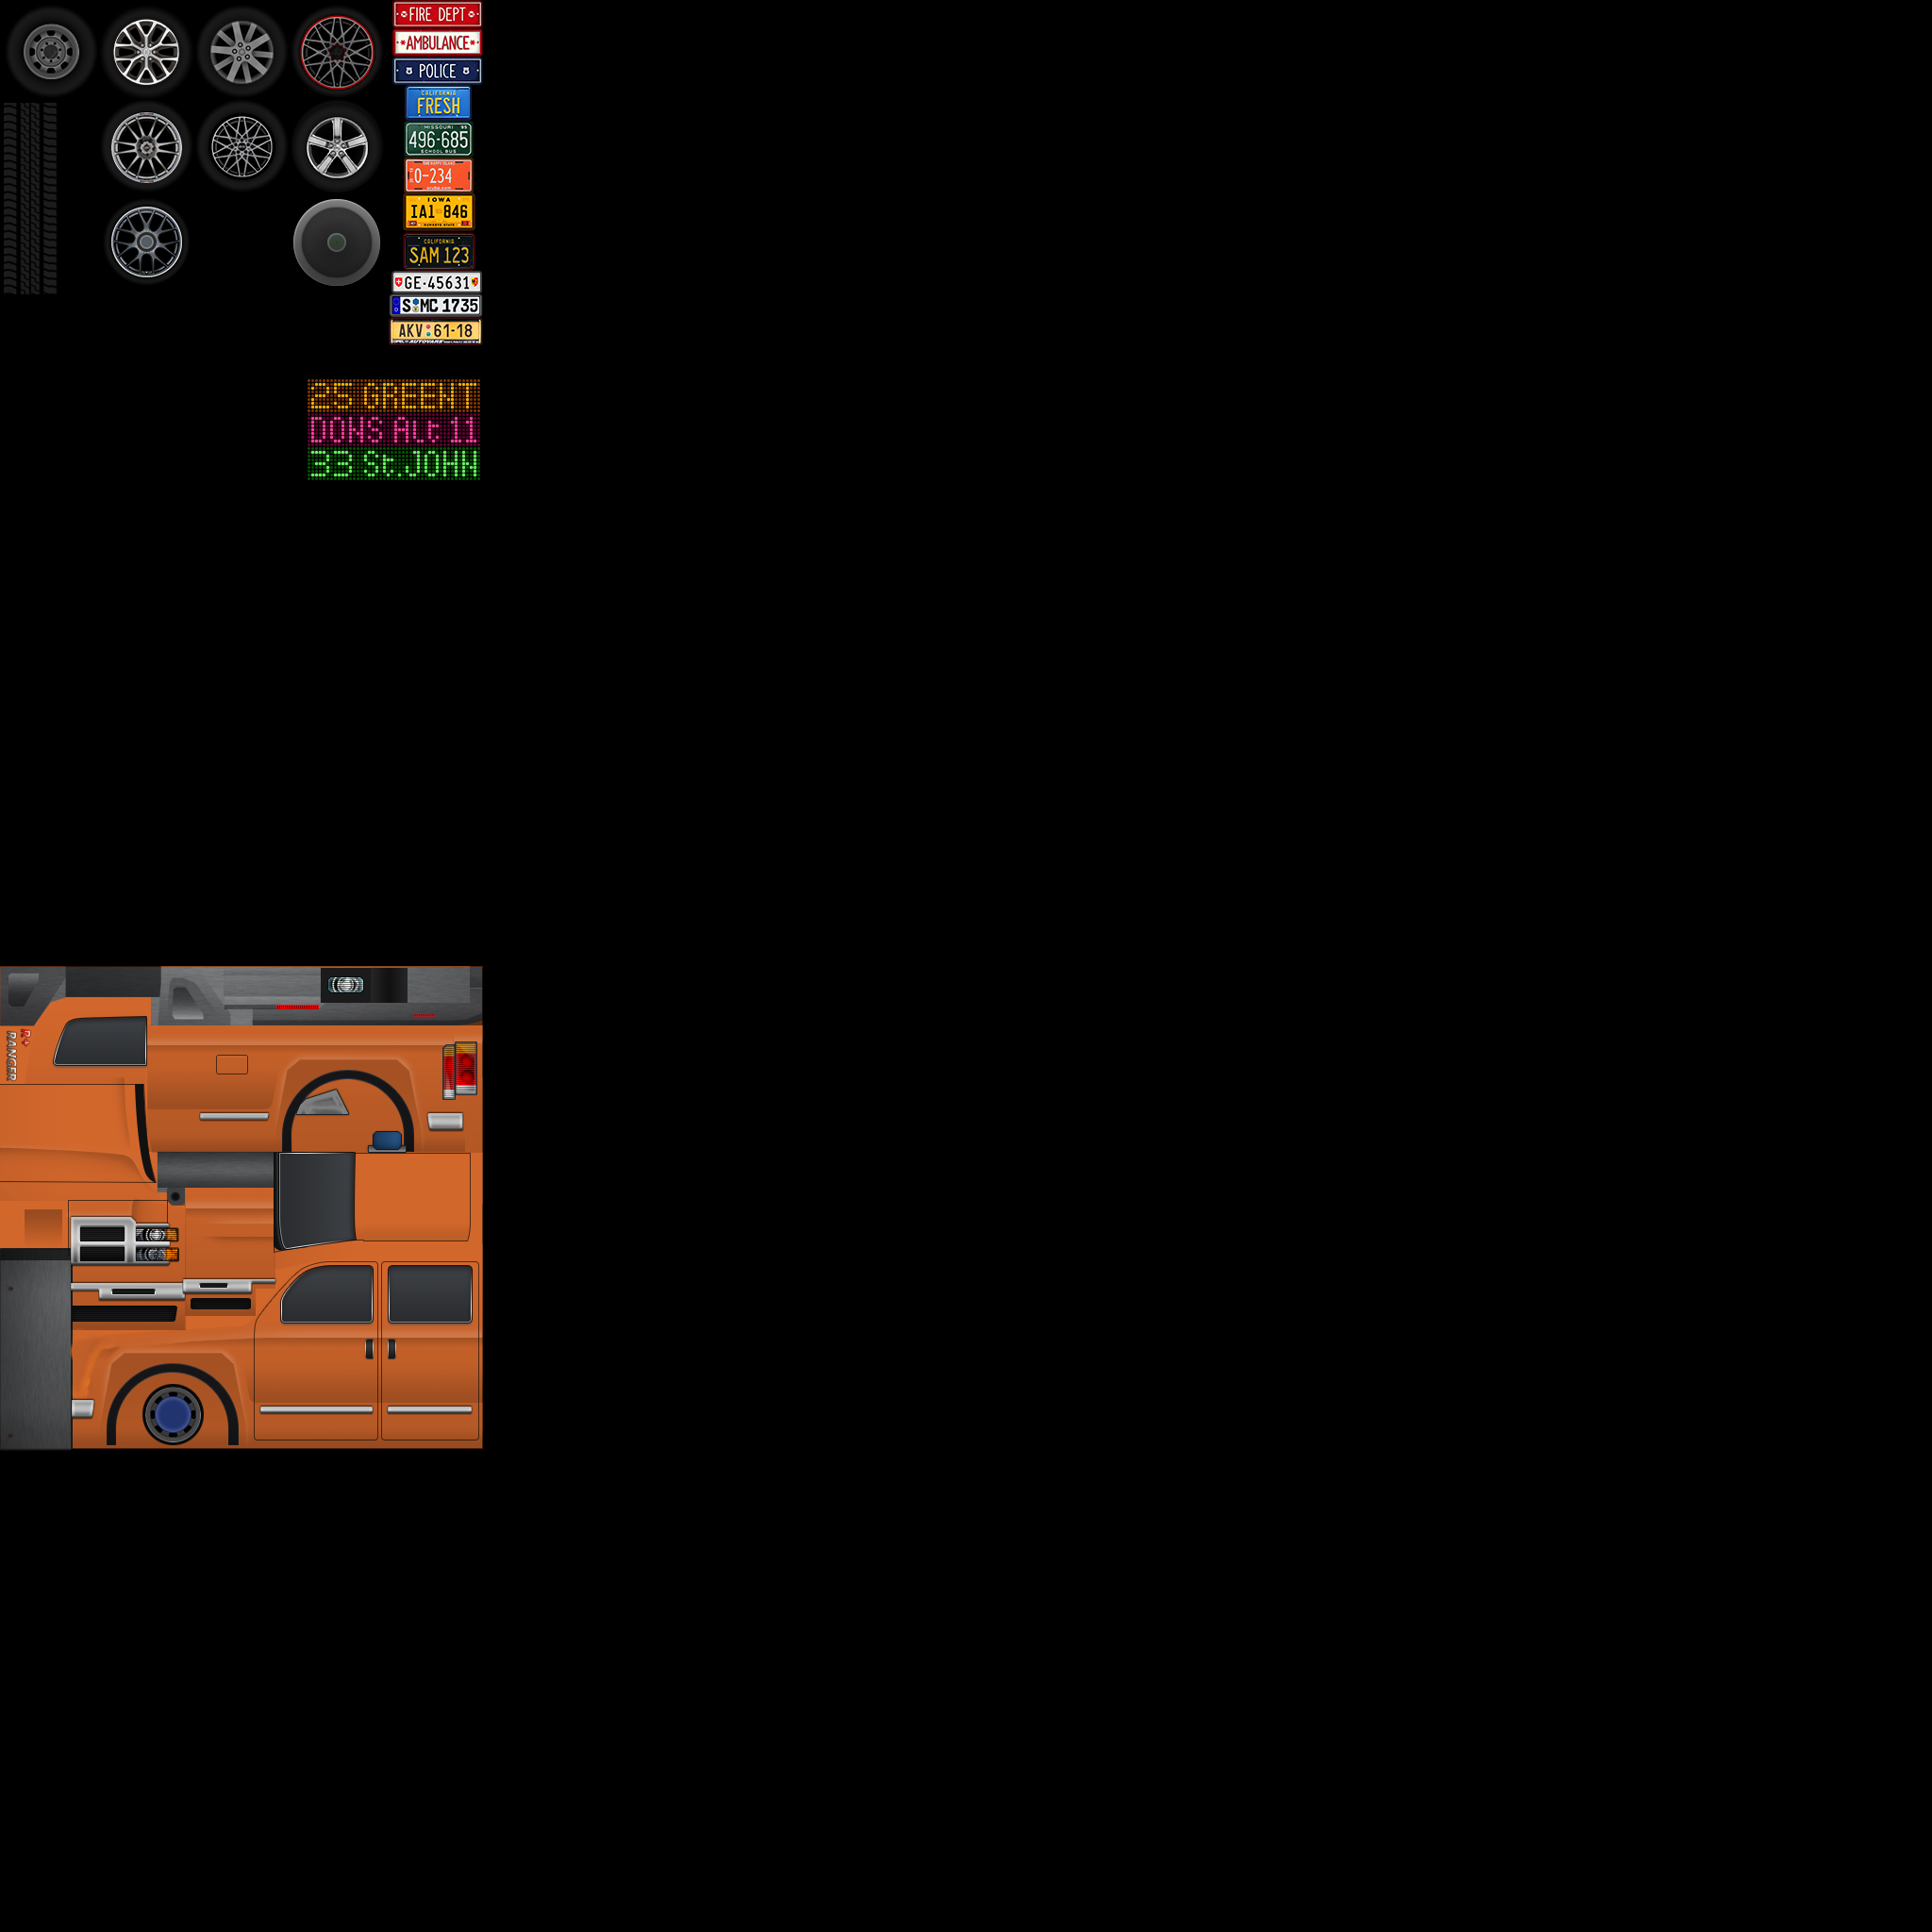 FIRE DEPT
AMBULANCE
POLICE
CALIFORNIA
FRESH
MISSOURI 95
496-685
SCHOOL BUS
0-234
IOWA
IA1 846
CALIFORNIA
SAM 123
GE·45631
S MC 1735
AKV 61-18
25 GREENT
DONS Alt 11
33 St.JOHN
RANGER